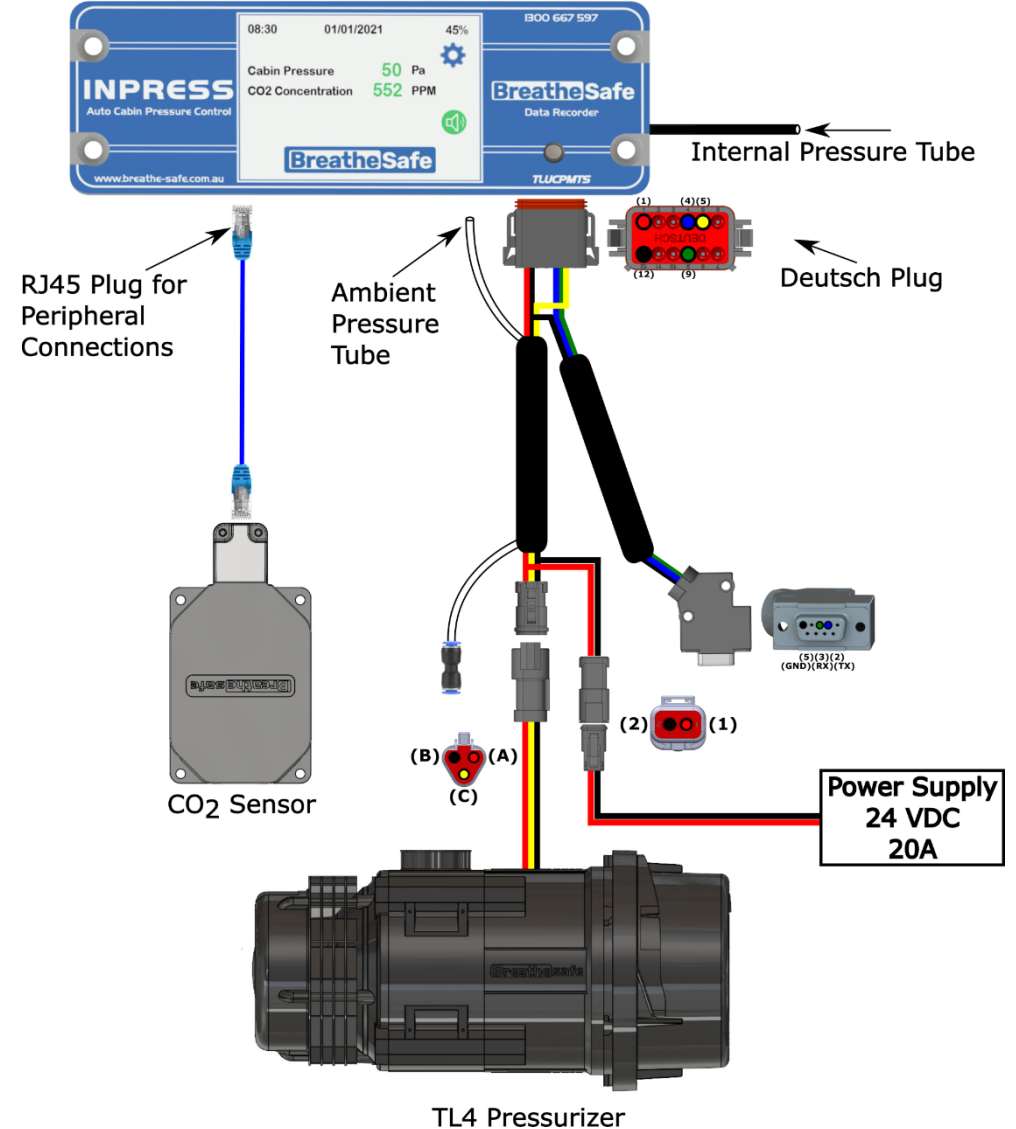 1300 667 597
08:30 01/01/2021 45%
Cabin Pressure 50 Pa
CO2 Concentration 552 PPM
INPRESS
Auto Cabin Pressure Control
BreatheSafe
Data Recorder
BreatheSafe
www.breathe-safe.com.au
TLUCPMTS
Internal Pressure Tube
(1) (4)(5)
DEUTSCH
(12) (9)
Deutsch Plug
RJ45 Plug for
Peripheral
Connections
Ambient
Pressure
Tube
(5)(3)(2)
(GND)(RX)(TX)
Breathesafe
CO2 Sensor
(B) (A)
(C)
(2) (1)
Power Supply
24 VDC
20A
Breathesafe
TL4 Pressurizer